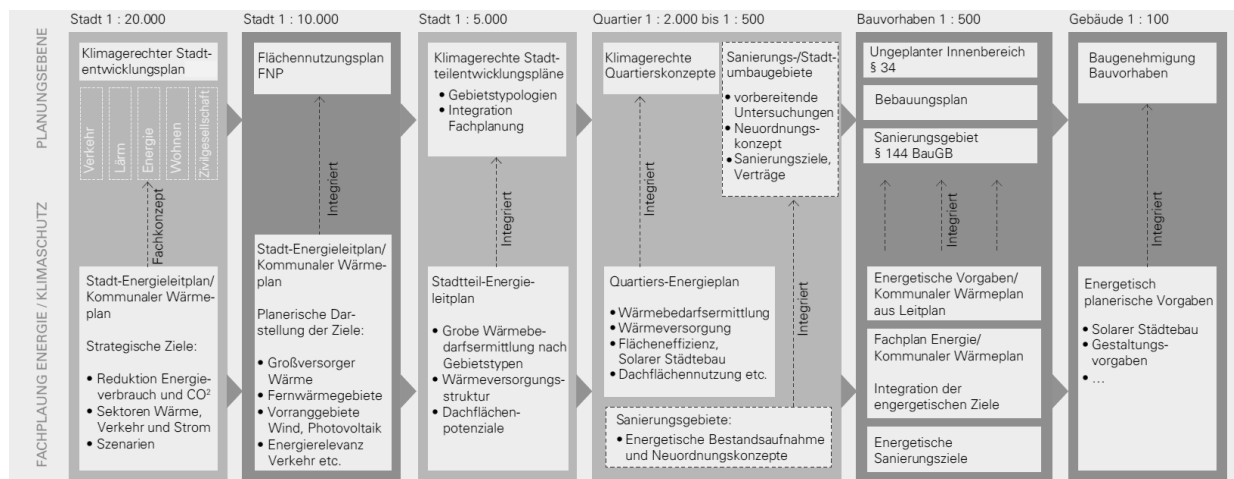 Stadt 1 : 20.000
Stadt 1 : 10.000
Stadt 1 : 5.000
Quartier 1 : 2.000 bis 1 : 500
Bauvorhaben 1 : 500
Gebäude 1 : 100
PLANUNGSEBENE
FACHPLAUNG ENERGIE / KLIMASCHUTZ
Klimagerechter Stadt-
entwicklungsplan
Verkehr
Lärm
Energie
Wohnen
Zivilgesellschaft
Fachkonzept
Stadt-Energieleitplan/
Kommunaler Wärme-
plan
Strategische Ziele:
• Reduktion Energie-
verbrauch und CO²
• Sektoren Wärme,
Verkehr und Strom
• Szenarien
Flächennutzungsplan
FNP
Integriert
Stadt-Energieleitplan/
Kommunaler Wärme-
plan
Planerische Dar-
stellung der Ziele:
• Großversorger
Wärme
• Fernwärmegebiete
• Vorranggebiete
Wind, Photovoltaik
• Energierelevanz
Verkehr etc.
Klimagerechte Stadt-
teilentwicklungspläne
• Gebietstypologien
• Integration
Fachplanung
Integriert
Stadtteil-Energie-
leitplan
• Grobe Wärmebe-
darfsermittlung nach
Gebietstypen
• Wärmeversorgungs-
struktur
• Dachflächen-
potenziale
Klimagerechte
Quartierskonzepte
Integriert
Quartiers-Energieplan
• Wärmebedarfsermittlung
• Wärmeversorgung
• Flächeneffizienz,
Solarer Städtebau
• Dachflächennutzung etc.
Sanierungs-/Stadt-
umbaugebiete
• vorbereitende
Untersuchungen
• Neuordnungs-
konzept
• Sanierungsziele,
Verträge
Integriert
Sanierungsgebiete:
• Energetische Bestandsaufnahme
und Neuordnungskonzepte
Ungeplanter Innenbereich
§ 34
Bebauungsplan
Sanierungsgebiet
§ 144 BauGB
Integriert
Energetische Vorgaben/
Kommunaler Wärmeplan
aus Leitplan
Fachplan Energie/
Kommunaler Wärmeplan
Integration der
engergetischen Ziele
Energetische
Sanierungsziele
Baugenehmigung
Bauvorhaben
Integriert
Energetisch
planerische Vorgaben
• Solarer Städtebau
• Gestaltungs-
vorgaben
• …